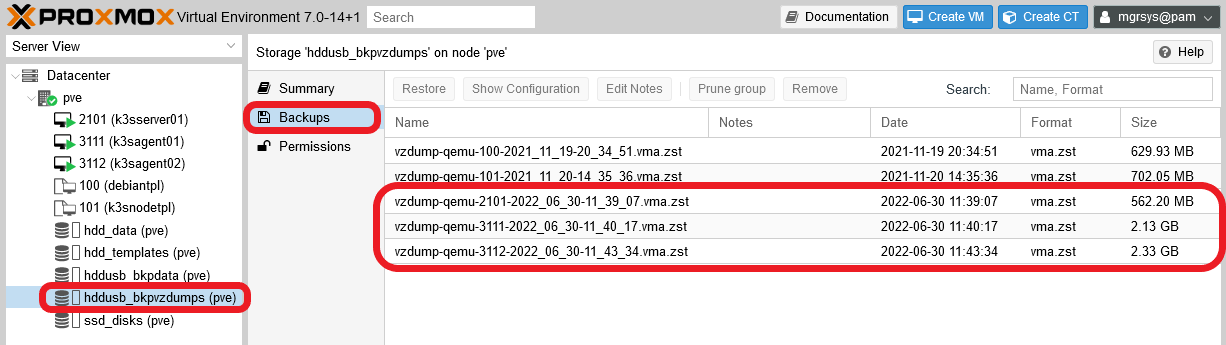 PROXMOX Virtual Environment 7.0-14+1 Search Documentation Create VM Create CT mgrsys@pam
Server View
Storage 'hddusb_bkpvzdumps' on node 'pve' Help
Datacenter
pve
2101 (k3sserver01)
3111 (k3sagent01)
3112 (k3sagent02)
100 (debiantpl)
101 (k3snodetpl)
hdd_data (pve)
hdd_templates (pve)
hddusb_bkpdata (pve)
hddusb_bkpvzdumps (pve)
ssd_disks (pve)
Summary
Backups
Permissions
Restore Show Configuration Edit Notes Prune group Remove Search: Name, Format
Name Notes Date Format Size
vzdump-qemu-100-2021_11_19-20_34_51.vma.zst 2021-11-19 20:34:51 vma.zst 629.93 MB
vzdump-qemu-101-2021_11_20-14_35_36.vma.zst 2021-11-20 14:35:36 vma.zst 702.05 MB
vzdump-qemu-2101-2022_06_30-11_39_07.vma.zst 2022-06-30 11:39:07 vma.zst 562.20 MB
vzdump-qemu-3111-2022_06_30-11_40_17.vma.zst 2022-06-30 11:40:17 vma.zst 2.13 GB
vzdump-qemu-3112-2022_06_30-11_43_34.vma.zst 2022-06-30 11:43:34 vma.zst 2.33 GB